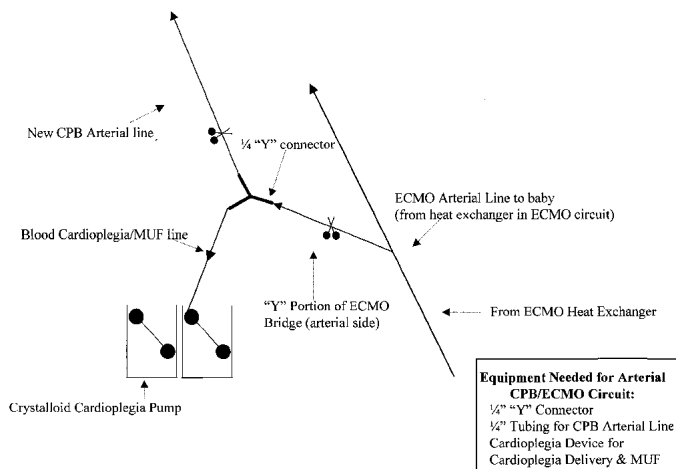 New CPB Arterial line
¼ “Y” connector
ECMO Arterial Line to baby
(from heat exchanger in ECMO circuit)
Blood Cardioplegia/MUF line
“Y” Portion of ECMO
Bridge (arterial side)
From ECMO Heat Exchanger
Crystalloid Cardioplegia Pump
Equipment Needed for Arterial
CPB/ECMO Circuit:
¼” “Y” Connector
¼” Tubing for CPB Arterial Line
Cardioplegia Device for
Cardioplegia Delivery & MUF